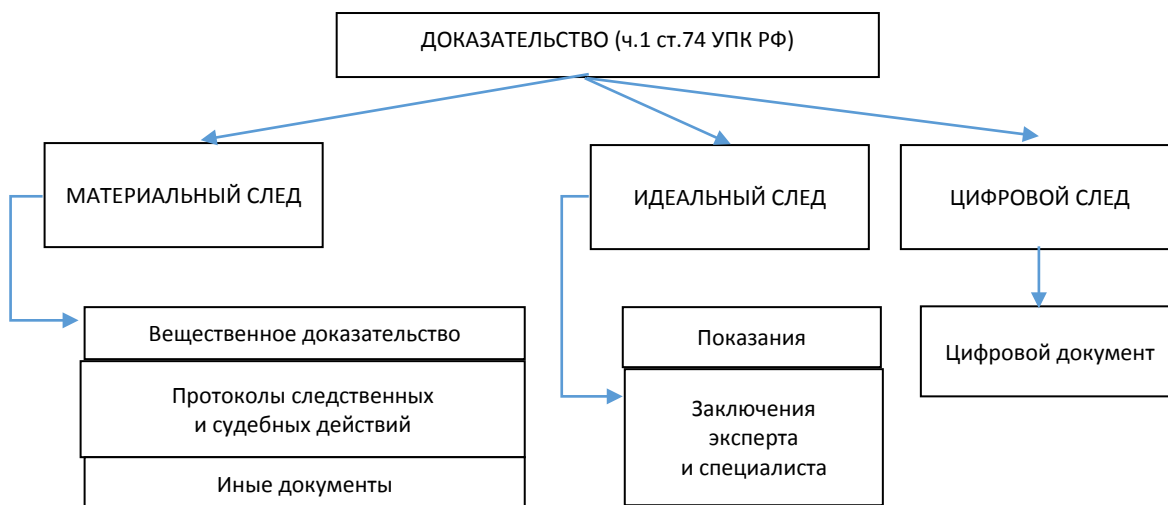 ДОКАЗАТЕЛЬСТВО (ч.1 ст.74 УПК РФ)
МАТЕРИАЛЬНЫЙ СЛЕД
ИДЕАЛЬНЫЙ СЛЕД
ЦИФРОВОЙ СЛЕД
Вещественное доказательство
Протоколы следственных
и судебных действий
Иные документы
Показания
Заключения
эксперта
и специалиста
Цифровой документ